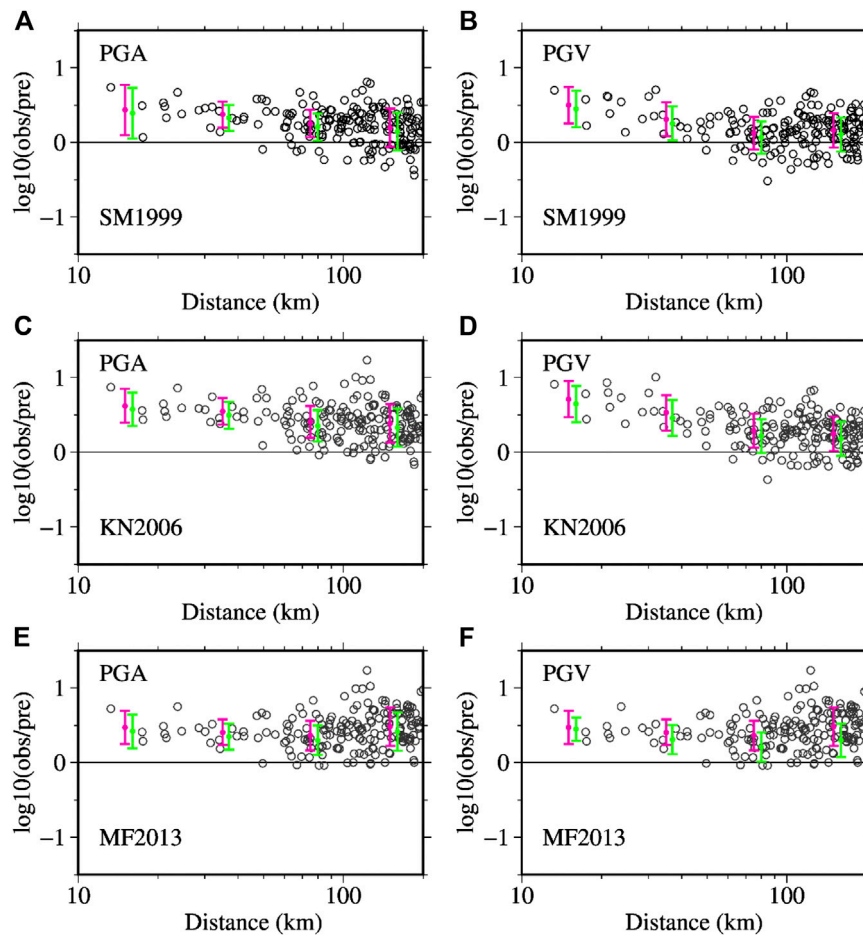 A
PGA
log10(obs/pre)
1
0
−1
SM1999
10
100
Distance (km)
B
PGV
log10(obs/pre)
1
0
−1
SM1999
10
100
Distance (km)
C
PGA
log10(obs/pre)
1
0
−1
KN2006
10
100
Distance (km)
D
PGV
log10(obs/pre)
1
0
−1
KN2006
10
100
Distance (km)
E
PGA
log10(obs/pre)
1
0
−1
MF2013
10
100
Distance (km)
F
PGV
log10(obs/pre)
1
0
−1
MF2013
10
100
Distance (km)